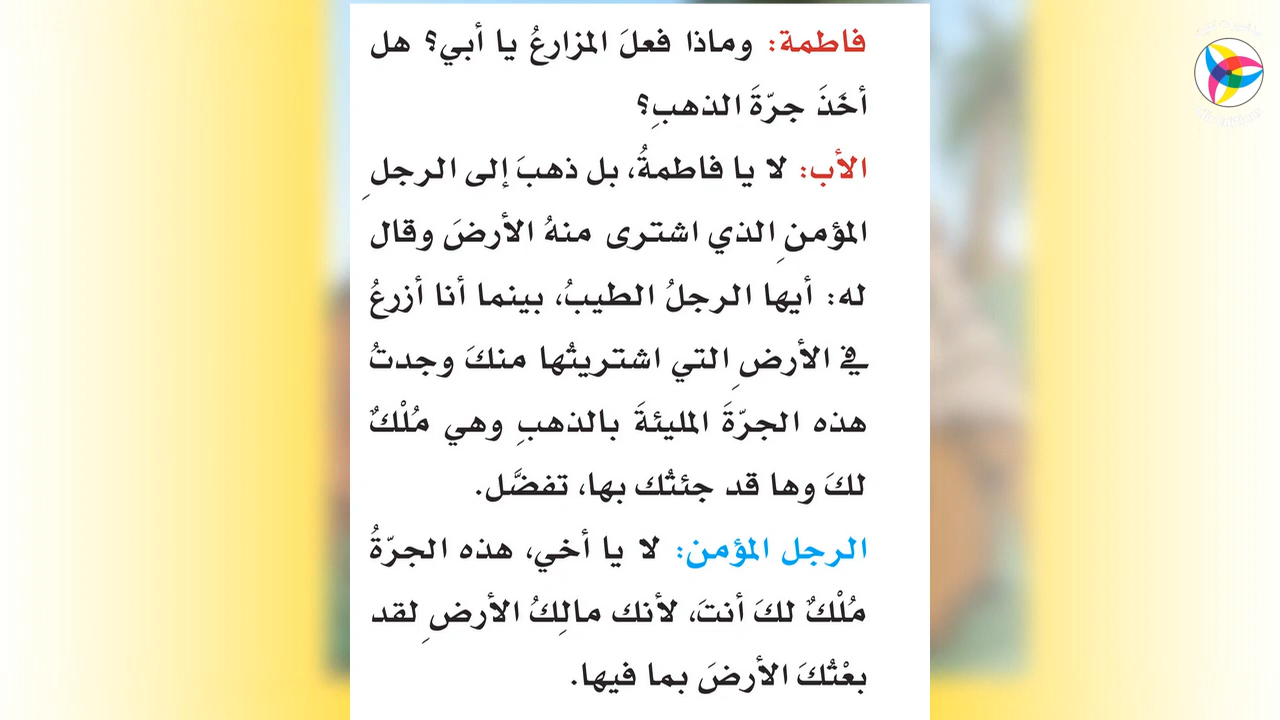 فاطمة: وماذا فعلَ المزارعُ يا أبي؟ هل
أخَذَ جرّةَ الذهبِ؟
الأب: لا يا فاطمةُ، بل ذهبَ إلى الرجلِ
المؤمنِ الذي اشترى منهُ الأرضَ وقال
له: أيها الرجلُ الطيبُ، بينما أنا أزرعُ
في الأرضِ التي اشتريتُها منكَ وجدتُ
هذه الجرّةَ المليئةَ بالذهبِ وهي مُلْكٌ
لكَ وها قد جئتُك بها، تفضَّل.
الرجل المؤمن: لا يا أخي، هذه الجرّةُ
مُلْكٌ لكَ أنتَ، لأنك مالِكُ الأرضِ لقد
بعْتُكَ الأرضَ بما فيها.